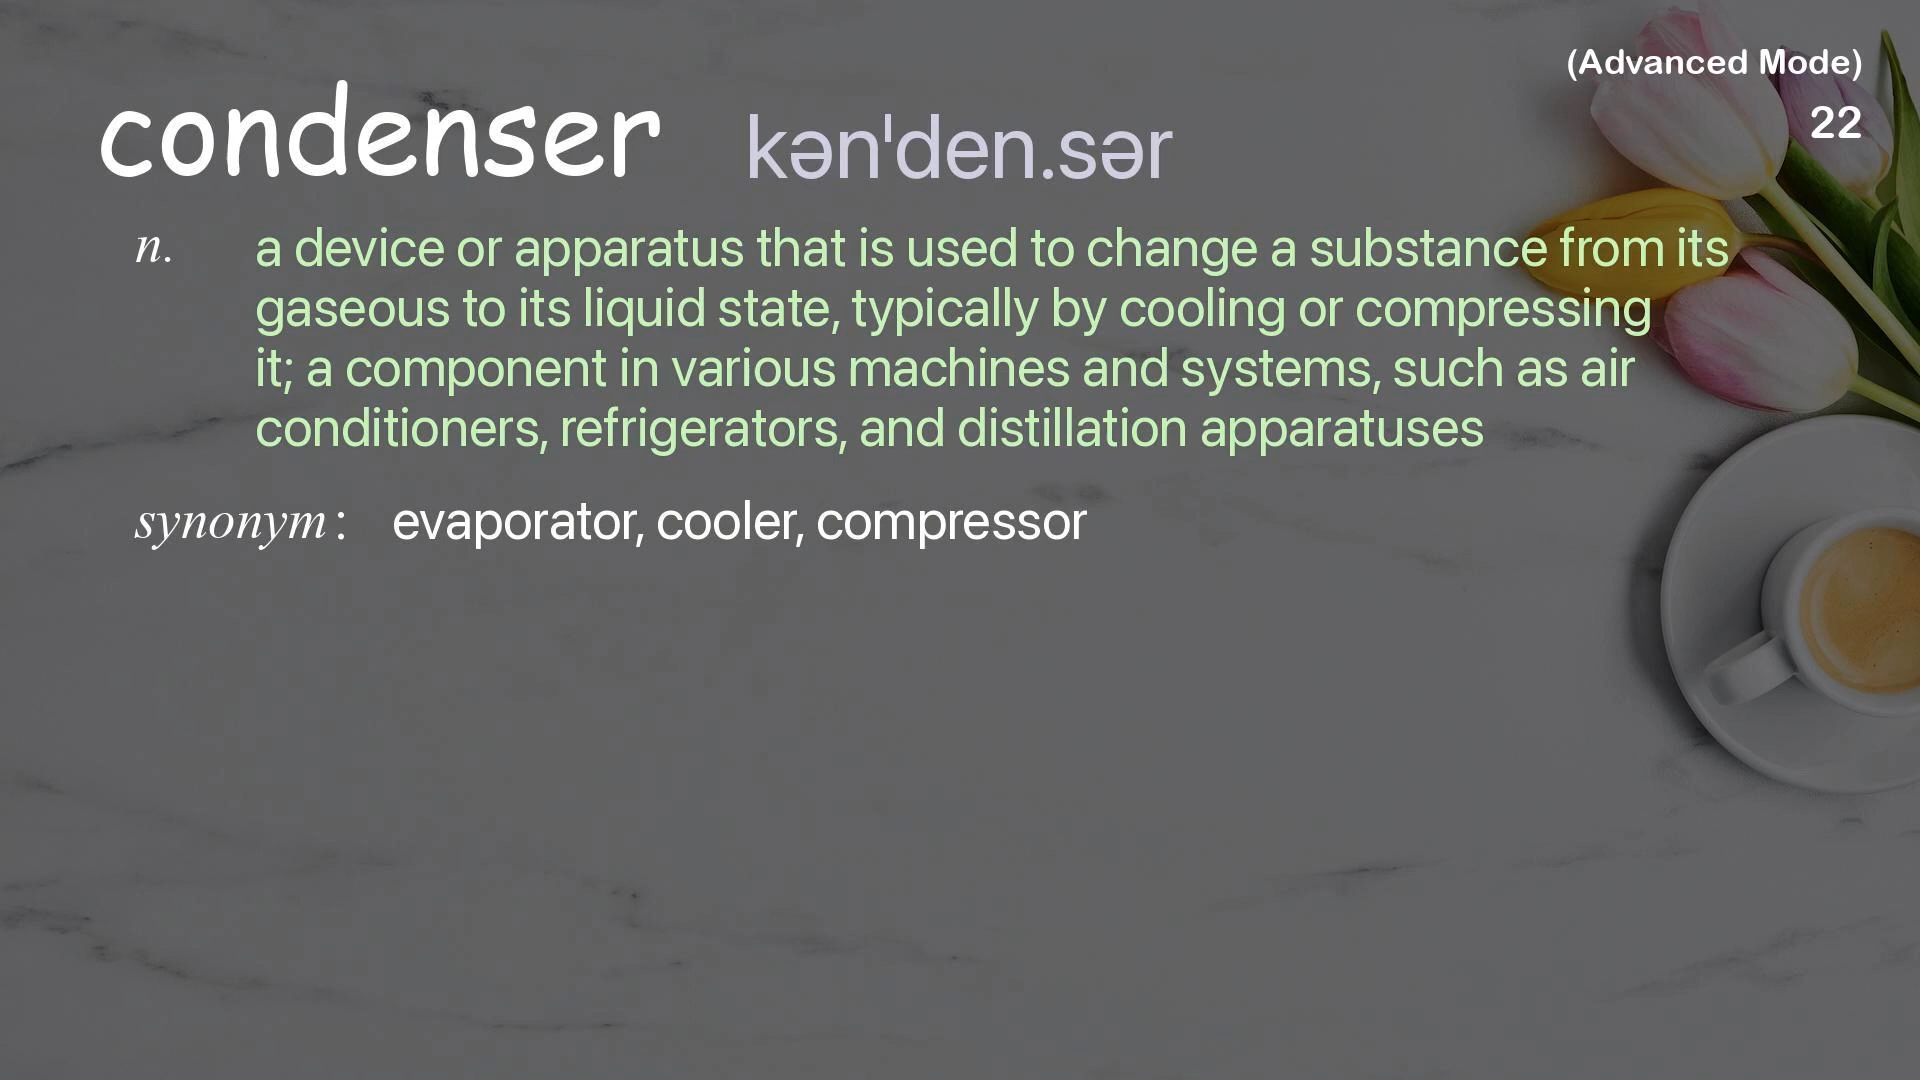 (Advanced Mode)
22
condenser kən'den.sər
n. a device or apparatus that is used to change a substance from its
gaseous to its liquid state, typically by cooling or compressing
it; a component in various machines and systems, such as air
conditioners, refrigerators, and distillation apparatuses
synonym: evaporator, cooler, compressor